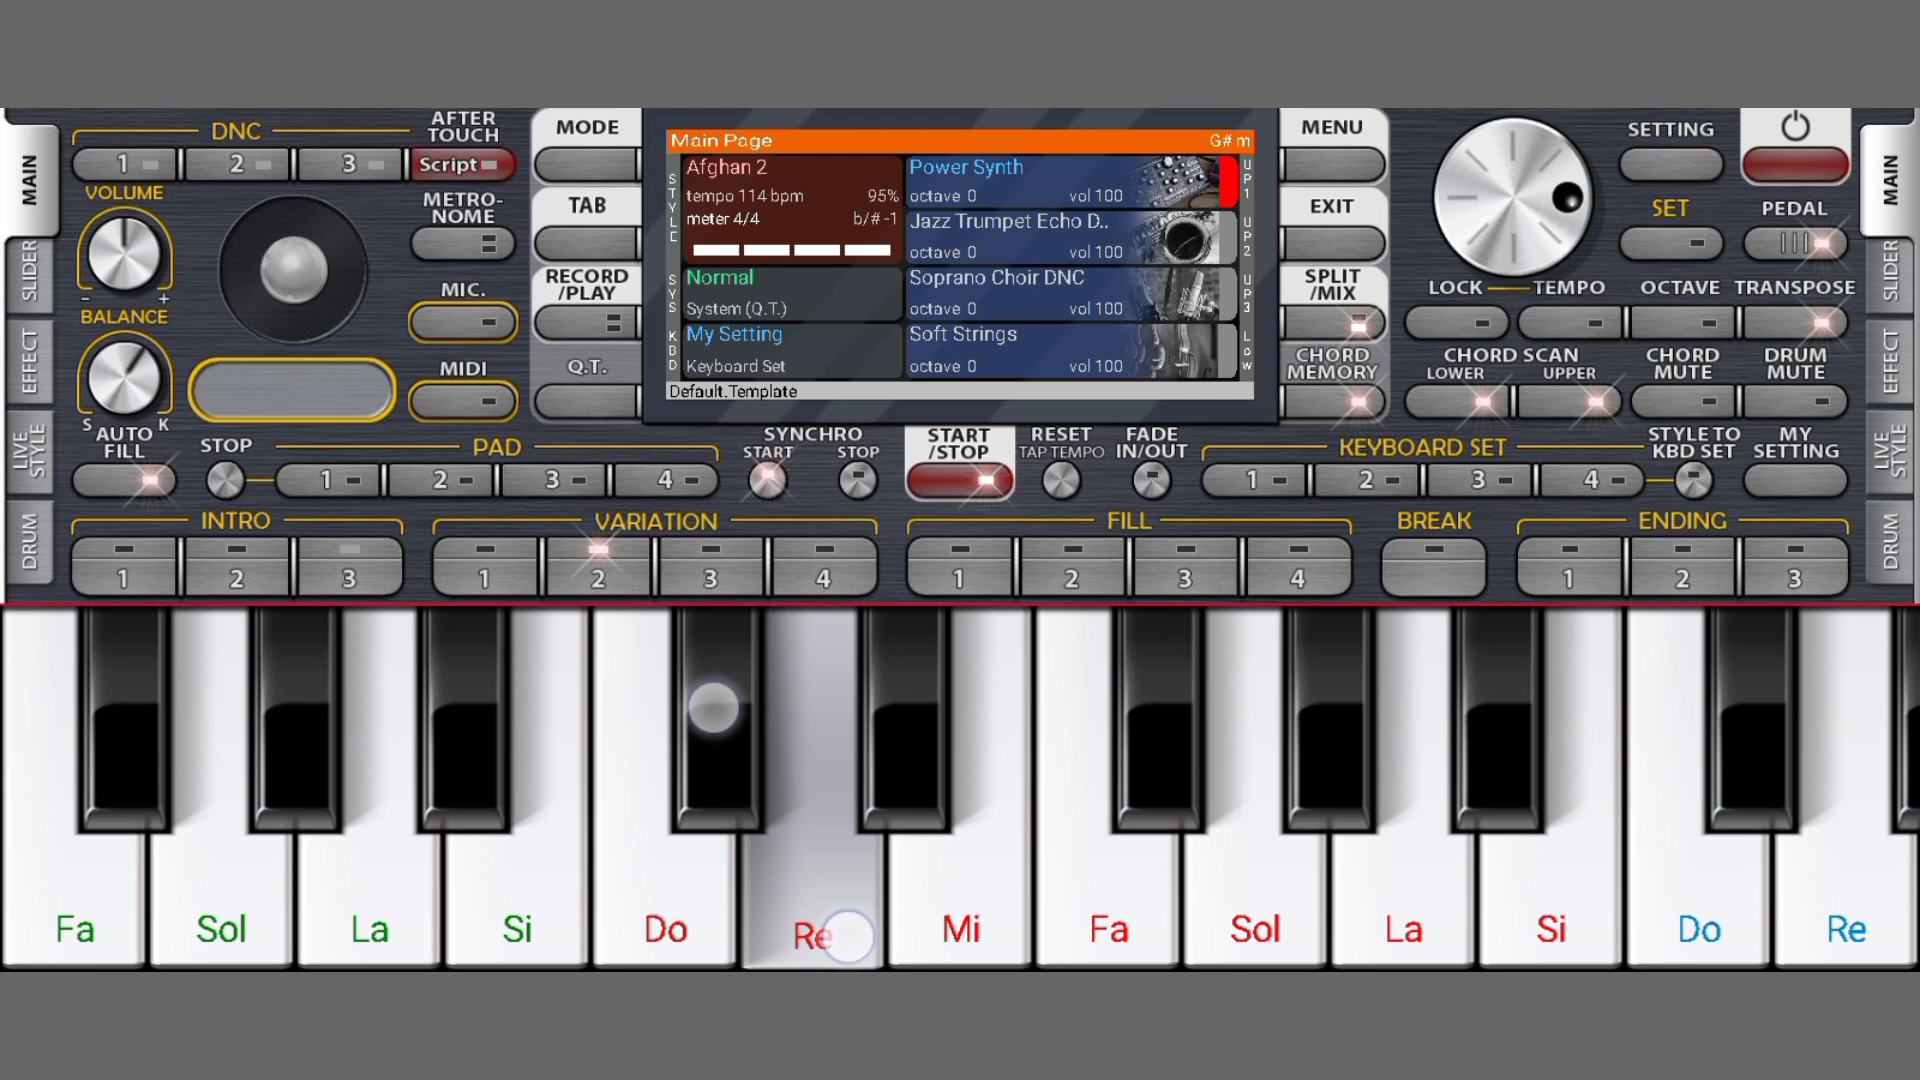 MAIN
SLIDER
EFFECT
LIVE STYLE
DRUM
DNC
1 2 3
AFTER TOUCH
Script
VOLUME
- +
BALANCE
S K
METRO-NOME
MIC.
MIDI
MODE
TAB
RECORD /PLAY
Q.T.
Main Page G# m
STYLE
Afghan 2
tempo 114 bpm 95%
meter 4/4 b/# -1
SYS
Normal
System (Q.T.)
KBD
My Setting
Keyboard Set
Power Synth
octave 0 vol 100
UP1
Jazz Trumpet Echo D..
octave 0 vol 100
UP2
Soprano Choir DNC
octave 0 vol 100
UP3
Soft Strings
octave 0 vol 100
Low
Default.Template
MENU
EXIT
SPLIT /MIX
CHORD MEMORY
SETTING
SET
PEDAL
LOCK TEMPO OCTAVE TRANSPOSE
CHORD SCAN
LOWER UPPER
CHORD MUTE
DRUM MUTE
MAIN
SLIDER
EFFECT
LIVE STYLE
DRUM
AUTO FILL
STOP
PAD
1 2 3 4
SYNCHRO
START STOP
START /STOP
RESET
TAP TEMPO
FADE IN/OUT
KEYBOARD SET
1 2 3 4
STYLE TO KBD SET
MY SETTING
INTRO
1 2 3
VARIATION
1 2 3 4
FILL
1 2 3 4
BREAK
ENDING
1 2 3
Fa Sol La Si Do Re Mi Fa Sol La Si Do Re